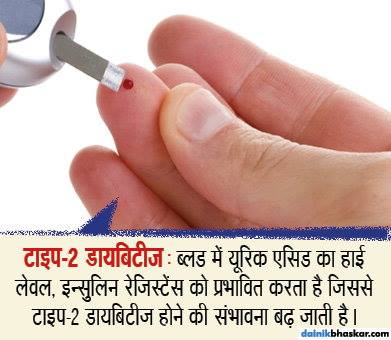 टाइप-2 डायबिटीज : ब्लड में यूरिक एसिड का हाई
लेवल, इन्सुलिन रेजिस्टेंस को प्रभावित करता है जिससे
टाइप-2 डायबिटीज होने की संभावना बढ़ जाती है।
dainikbhaskar.com